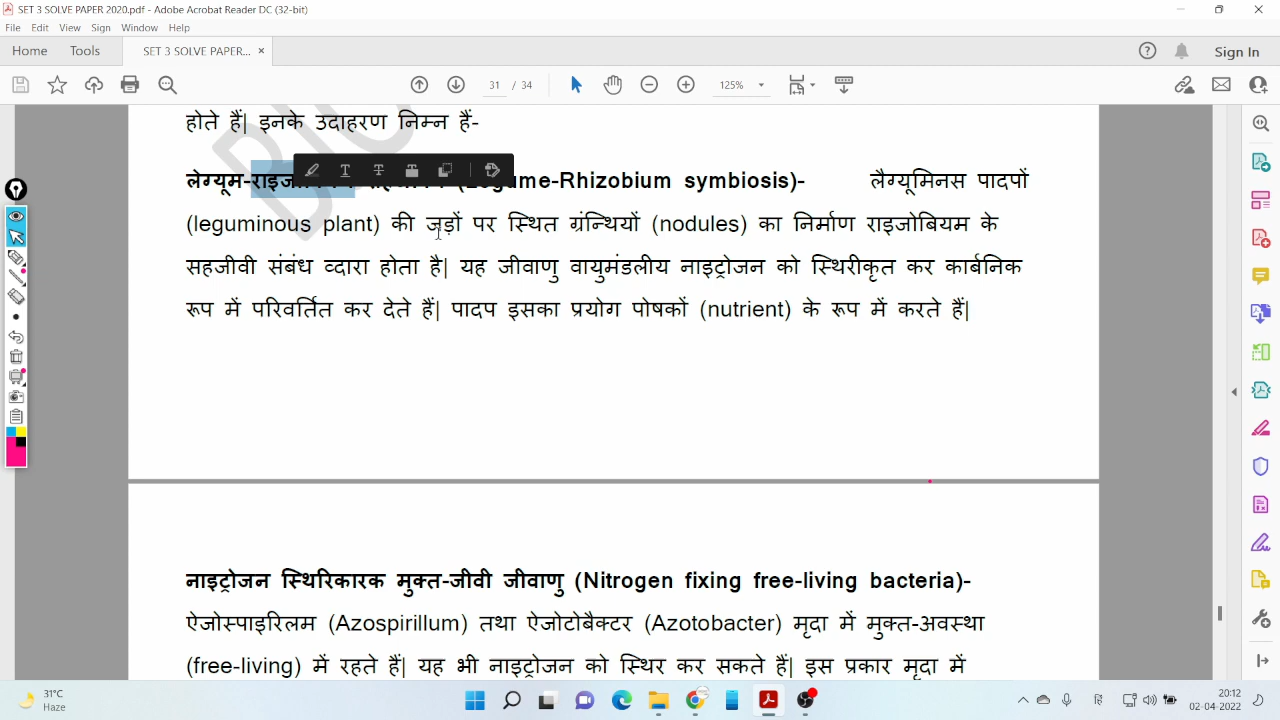 SET 3 SOLVE PAPER 2020.pdf - Adobe Acrobat Reader DC (32-bit)
File Edit View Sign Window Help
Home Tools SET 3 SOLVE PAPER... × Sign In
31 / 34 125%
होते हैं| इनके उदाहरण निम्न हैं-
लेग्यूम-राइज (Legume-Rhizobium symbiosis)- लैग्यूमिनस पादपों
(leguminous plant) की जड़ों पर स्थित ग्रंन्थियों (nodules) का निर्माण राइजोबियम के
सहजीवी संबंध व्दारा होता है| यह जीवाणु वायुमंडलीय नाइट्रोजन को स्थिरीकृत कर कार्बनिक
रूप में परिवर्तित कर देते हैं| पादप इसका प्रयोग पोषकों (nutrient) के रूप में करते हैं|
नाइट्रोजन स्थिरिकारक मुक्त-जीवी जीवाणु (Nitrogen fixing free-living bacteria)-
ऐजोस्पाइरिलम (Azospirillum) तथा ऐजोटोबैक्टर (Azotobacter) मृदा में मुक्त-अवस्था
(free-living) में रहते हैं| यह भी नाइट्रोजन को स्थिर कर सकते हैं| इस प्रकार मृदा में
31°C
Haze
20:12
02-04-2022